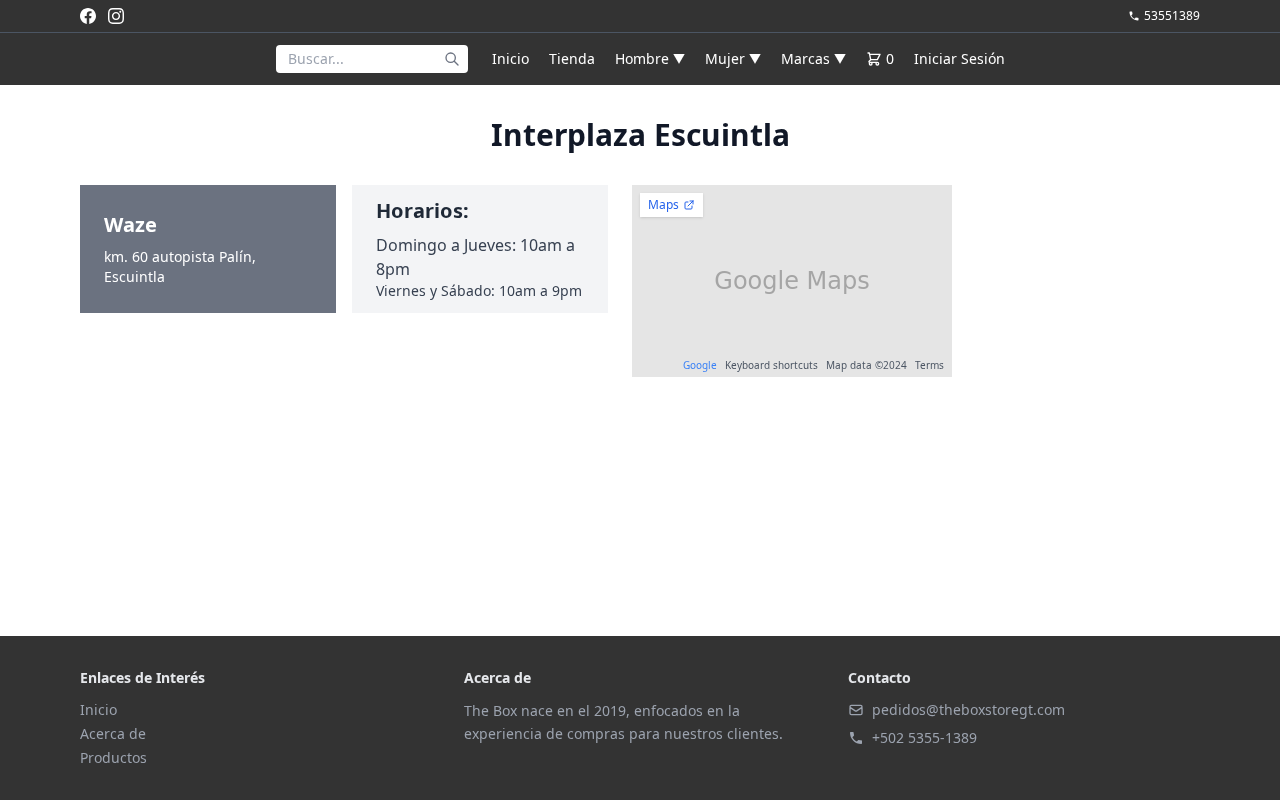 53551389
Buscar...
Inicio
Tienda
Hombre ▼
Mujer ▼
Marcas ▼
0
Iniciar Sesión
Interplaza Escuintla
Waze
km. 60 autopista Palín,
Escuintla
Horarios:
Domingo a Jueves: 10am a
8pm
Viernes y Sábado: 10am a 9pm
Maps
Google Maps
Google
Keyboard shortcuts
Map data ©2024
Terms
Enlaces de Interés
Inicio
Acerca de
Productos
Acerca de
The Box nace en el 2019, enfocados en la
experiencia de compras para nuestros clientes.
Contacto
pedidos@theboxstoregt.com
+502 5355-1389